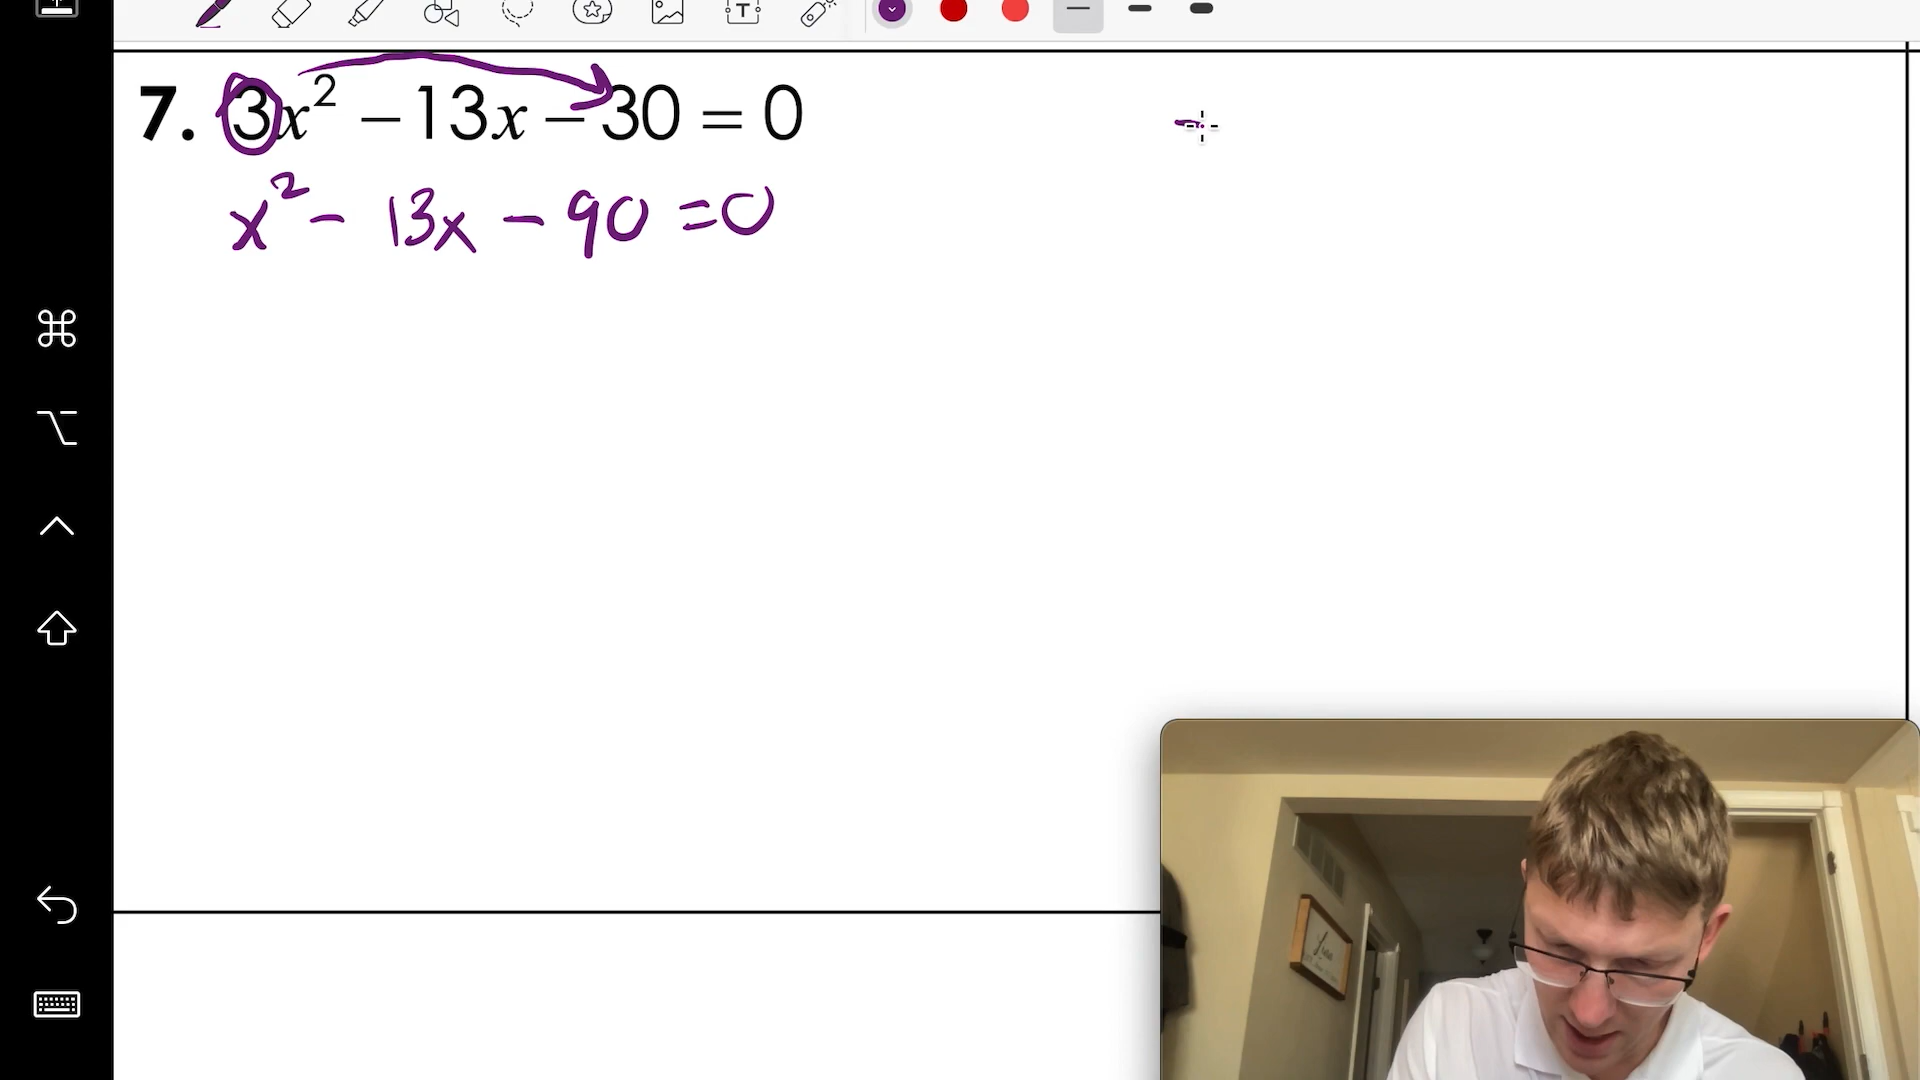 7. 3x² −13x − 30 = 0
x² − 13x − 90 = 0